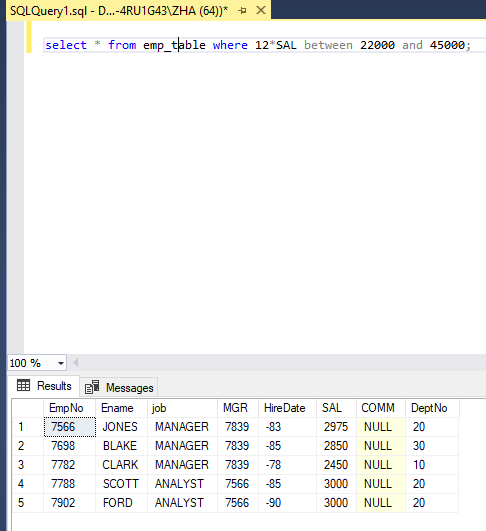 SQLQuery1.sql - D...-4RU1G43\ZHA (64))*
select * from emp_table where 12*SAL between 22000 and 45000;
100 %
Results Messages
EmpNo Ename job MGR HireDate SAL COMM DeptNo
1 7566 JONES MANAGER 7839 -83 2975 NULL 20
2 7698 BLAKE MANAGER 7839 -85 2850 NULL 30
3 7782 CLARK MANAGER 7839 -78 2450 NULL 10
4 7788 SCOTT ANALYST 7566 -85 3000 NULL 20
5 7902 FORD ANALYST 7566 -90 3000 NULL 20